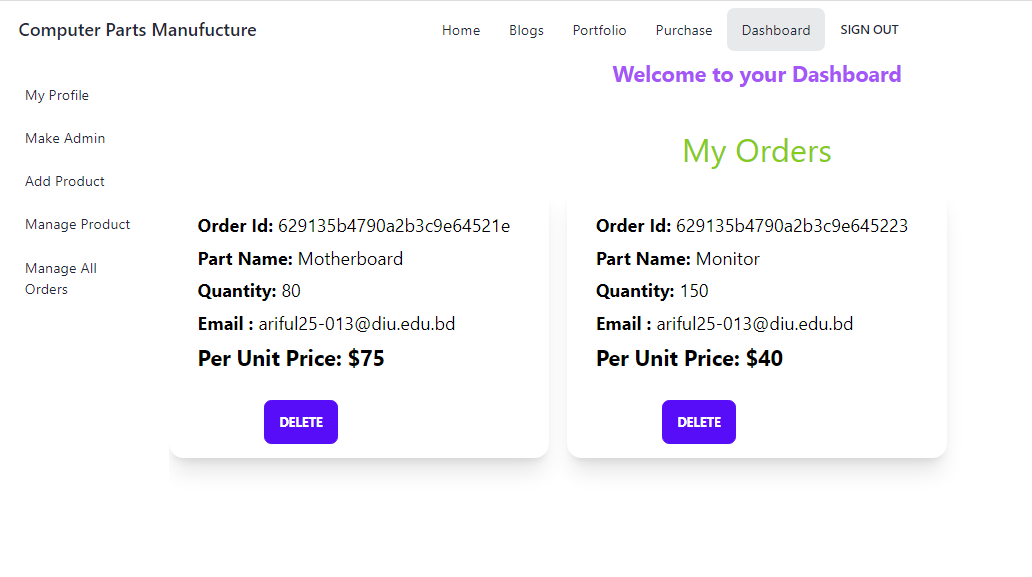 Computer Parts Manufucture
Home Blogs Portfolio Purchase Dashboard SIGN OUT
Welcome to your Dashboard
My Profile
Make Admin
Add Product
Manage Product
Manage All
Orders
My Orders
Order Id: 629135b4790a2b3c9e64521e
Part Name: Motherboard
Quantity: 80
Email : ariful25-013@diu.edu.bd
Per Unit Price: $75
DELETE
Order Id: 629135b4790a2b3c9e645223
Part Name: Monitor
Quantity: 150
Email : ariful25-013@diu.edu.bd
Per Unit Price: $40
DELETE